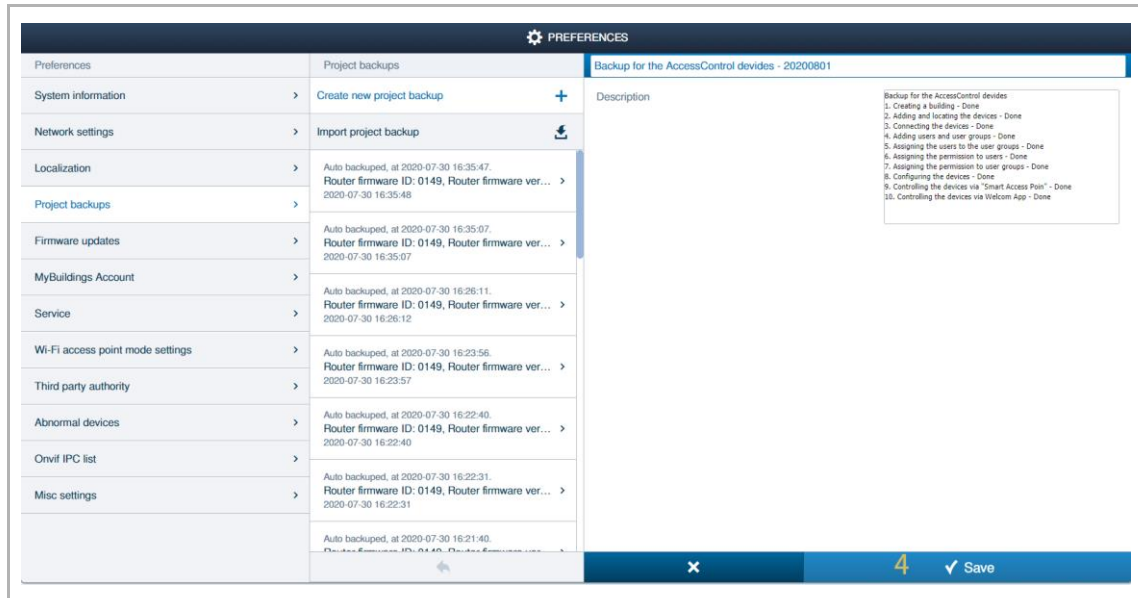 PREFERENCES
Preferences
System information
Network settings
Localization
Project backups
Firmware updates
MyBuildings Account
Service
Wi-Fi access point mode settings
Third party authority
Abnormal devices
Onvif IPC list
Misc settings
Project backups
Create new project backup
Import project backup
Auto backuped, at 2020-07-30 16:35:47.
Router firmware ID: 0149, Router firmware ver...
2020-07-30 16:35:48
Auto backuped, at 2020-07-30 16:35:07.
Router firmware ID: 0149, Router firmware ver...
2020-07-30 16:35:07
Auto backuped, at 2020-07-30 16:26:11.
Router firmware ID: 0149, Router firmware ver...
2020-07-30 16:26:12
Auto backuped, at 2020-07-30 16:23:56.
Router firmware ID: 0149, Router firmware ver...
2020-07-30 16:23:57
Auto backuped, at 2020-07-30 16:22:40.
Router firmware ID: 0149, Router firmware ver...
2020-07-30 16:22:40
Auto backuped, at 2020-07-30 16:22:31.
Router firmware ID: 0149, Router firmware ver...
2020-07-30 16:22:31
Auto backuped, at 2020-07-30 16:21:40.
Backup for the AccessControl devides - 20200801
Description
Backup for the AccessControl devides
1. Creating a building - Done
2. Adding and locating the devices - Done
3. Connecting the devices - Done
4. Adding users and user groups - Done
5. Assigning the users to the user groups - Done
6. Assigning the permission to users - Done
7. Assigning the permission to user groups - Done
8. Configuring the devices - Done
9. Controlling the devices via "Smart Access Poin" - Done
10. Controlling the devices via Welcom App - Done
4 Save